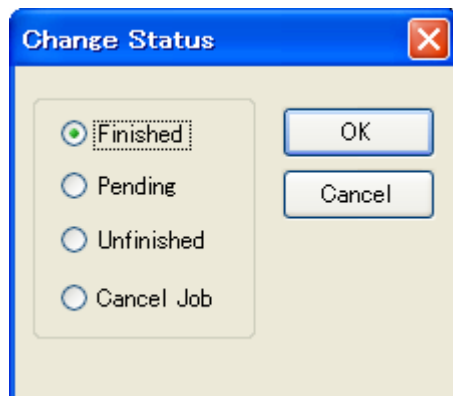 Change Status
Finished
Pending
Unfinished
Cancel Job
OK
Cancel